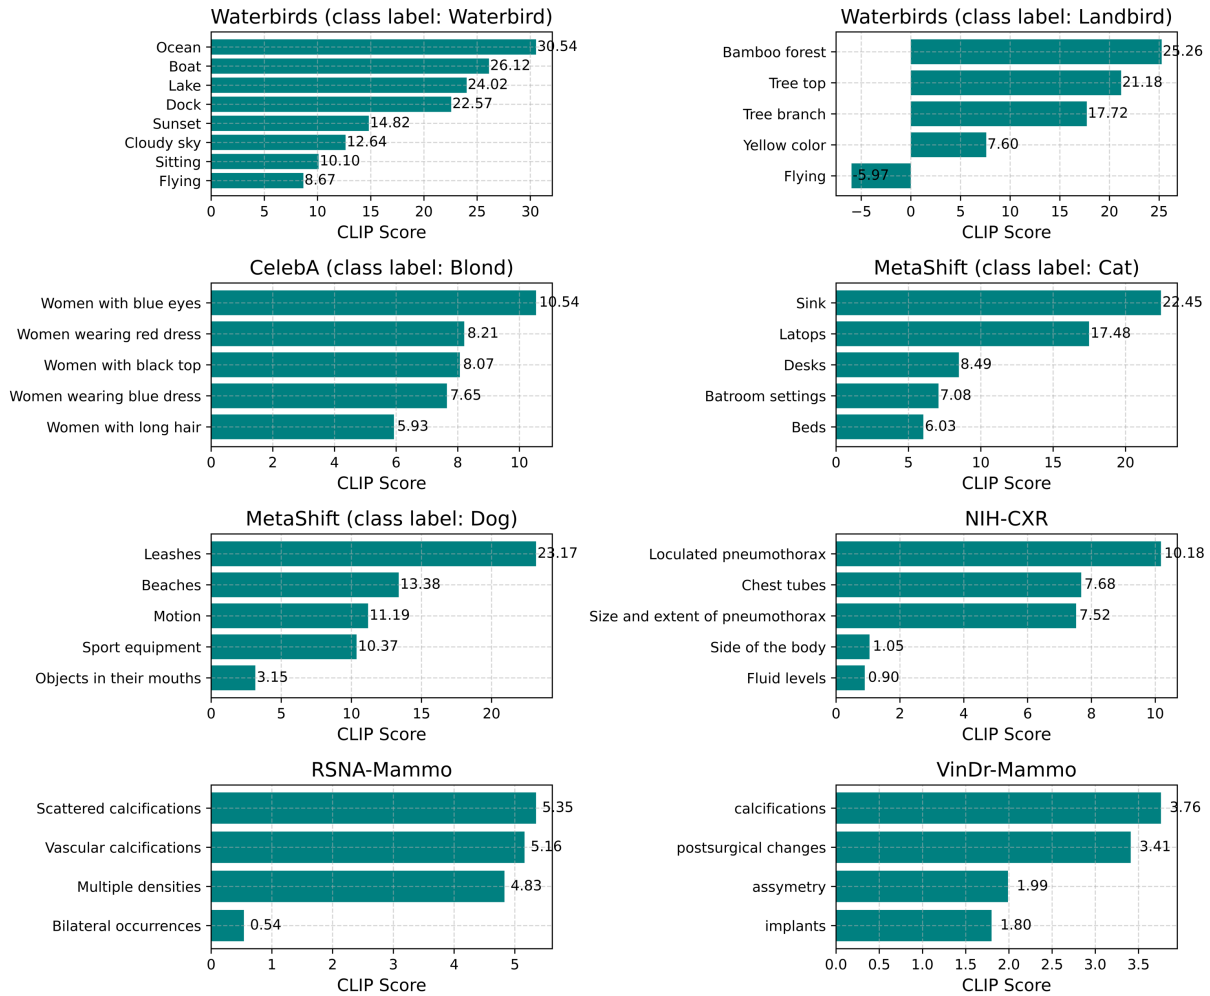 Waterbirds (class label: Waterbird)
Ocean 30.54
Boat 26.12
Lake 24.02
Dock 22.57
Sunset 14.82
Cloudy sky 12.64
Sitting 10.10
Flying 8.67
0 5 10 15 20 25 30
CLIP Score
Waterbirds (class label: Landbird)
Bamboo forest 25.26
Tree top 21.18
Tree branch 17.72
Yellow color 7.60
Flying -5.97
−5 0 5 10 15 20 25
CLIP Score
CelebA (class label: Blond)
Women with blue eyes 10.54
Women wearing red dress 8.21
Women with black top 8.07
Women wearing blue dress 7.65
Women with long hair 5.93
0 2 4 6 8 10
CLIP Score
MetaShift (class label: Cat)
Sink 22.45
Latops 17.48
Desks 8.49
Batroom settings 7.08
Beds 6.03
0 5 10 15 20
CLIP Score
MetaShift (class label: Dog)
Leashes 23.17
Beaches 13.38
Motion 11.19
Sport equipment 10.37
Objects in their mouths 3.15
0 5 10 15 20
CLIP Score
NIH-CXR
Loculated pneumothorax 10.18
Chest tubes 7.68
Size and extent of pneumothorax 7.52
Side of the body 1.05
Fluid levels 0.90
0 2 4 6 8 10
CLIP Score
RSNA-Mammo
Scattered calcifications 5.35
Vascular calcifications 5.16
Multiple densities 4.83
Bilateral occurrences 0.54
0 1 2 3 4 5
CLIP Score
VinDr-Mammo
calcifications 3.76
postsurgical changes 3.41
assymetry 1.99
implants 1.80
0.0 0.5 1.0 1.5 2.0 2.5 3.0 3.5
CLIP Score